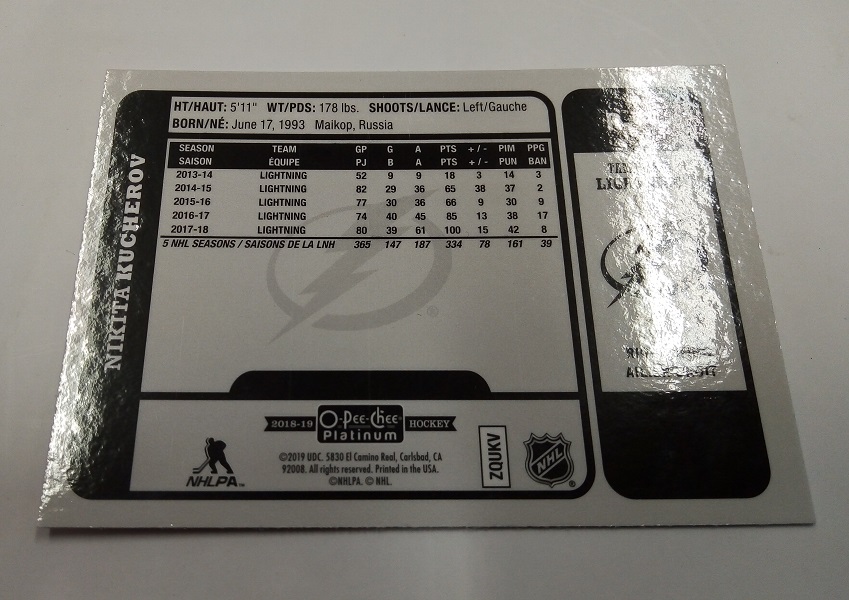 NIKITA KUCHEROV
HT/HAUT: 5'11" WT/PDS: 178 lbs. SHOOTS/LANCE: Left/Gauche
BORN/NÉ: June 17, 1993 Maikop, Russia
SEASON TEAM GP G A PTS + / - PIM PPG
SAISON ÉQUIPE PJ B A PTS + / - PUN BAN
2013-14 LIGHTNING 52 9 9 18 3 14 3
2014-15 LIGHTNING 82 29 36 65 38 37 2
2015-16 LIGHTNING 77 30 36 66 9 30 9
2016-17 LIGHTNING 74 40 45 85 13 38 17
2017-18 LIGHTNING 80 39 61 100 15 42 8
5 NHL SEASONS / SAISONS DE LA LNH 365 147 187 334 78 161 39
®
2018-19 O-Pee-Chee Platinum HOCKEY
©2019 UDC. 5830 El Camino Real, Carlsbad, CA
92008. All rights reserved. Printed in the USA.
©NHLPA. © NHL.
NHLPA™
ZQUKV
NHL ®